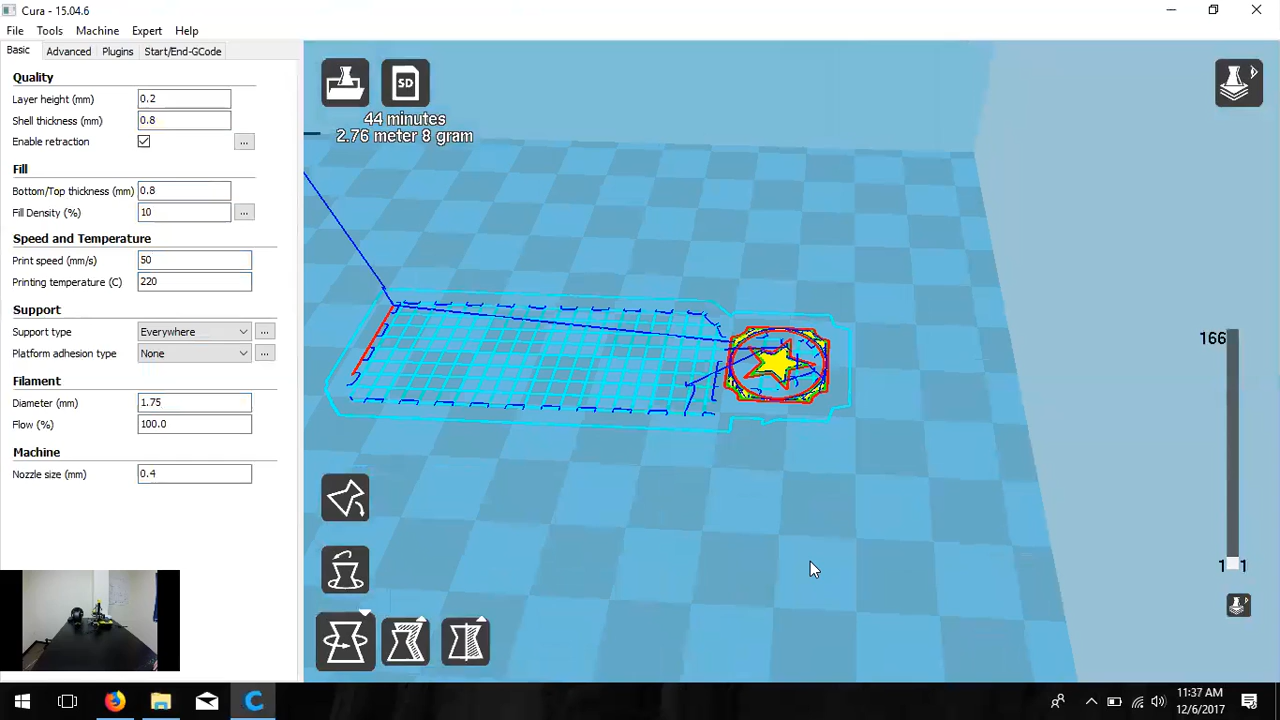 Cura - 15.04.6
File Tools Machine Expert Help
Basic Advanced Plugins Start/End-GCode
Quality
Layer height (mm) 0.2
Shell thickness (mm) 0.8
Enable retraction ...
Fill
Bottom/Top thickness (mm) 0.8
Fill Density (%) 10 ...
Speed and Temperature
Print speed (mm/s) 50
Printing temperature (C) 220
Support
Support type Everywhere ...
Platform adhesion type None ...
Filament
Diameter (mm) 1.75
Flow (%) 100.0
Machine
Nozzle size (mm) 0.4
SD
44 minutes
2.76 meter 8 gram
166
1 1
11:37 AM
12/6/2017